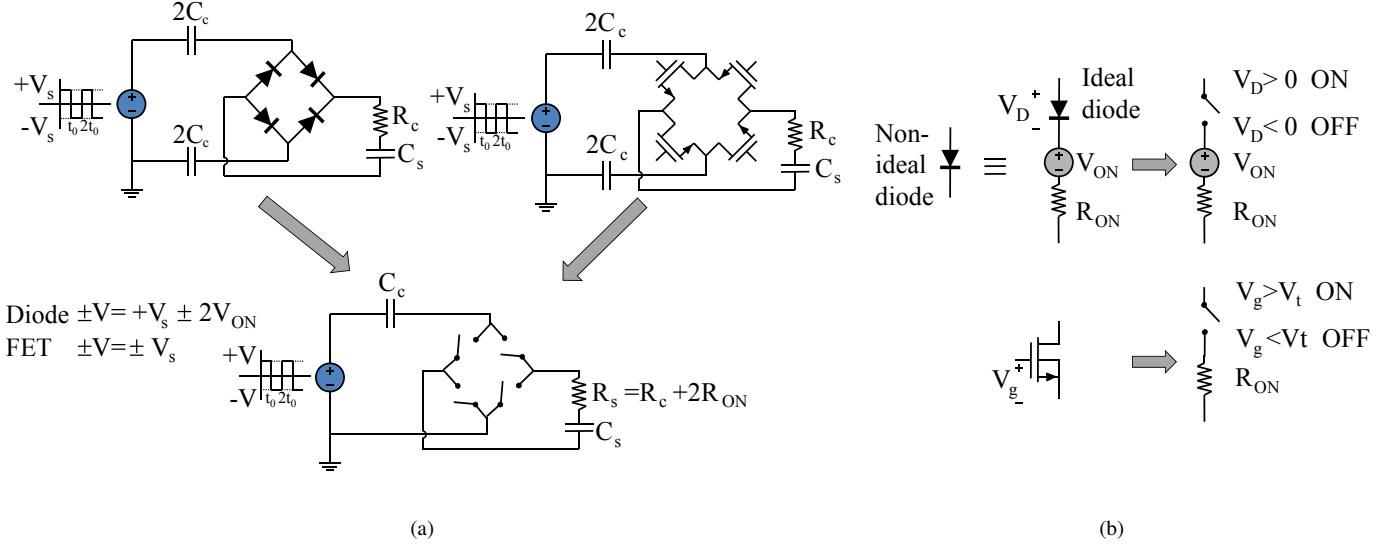 2C_c
+V_s
-V_s
t_0 2t_0
2C_c
R_c
C_s
2C_c
+V_s
-V_s
t_0 2t_0
2C_c
R_c
C_s
Diode ±V= +V_s ± 2V_ON
FET ±V= ± V_s
C_c
+V
-V
t_0 2t_0
R_s =R_c +2R_ON
C_s
(a)
Non-
ideal
diode
≡
V_D
+
-
Ideal
diode
+
-
V_ON
R_ON
V_D> 0 ON
V_D< 0 OFF
+
-
V_ON
R_ON
V_g
+
-
V_g>V_t ON
V_g<Vt OFF
R_ON
(b)